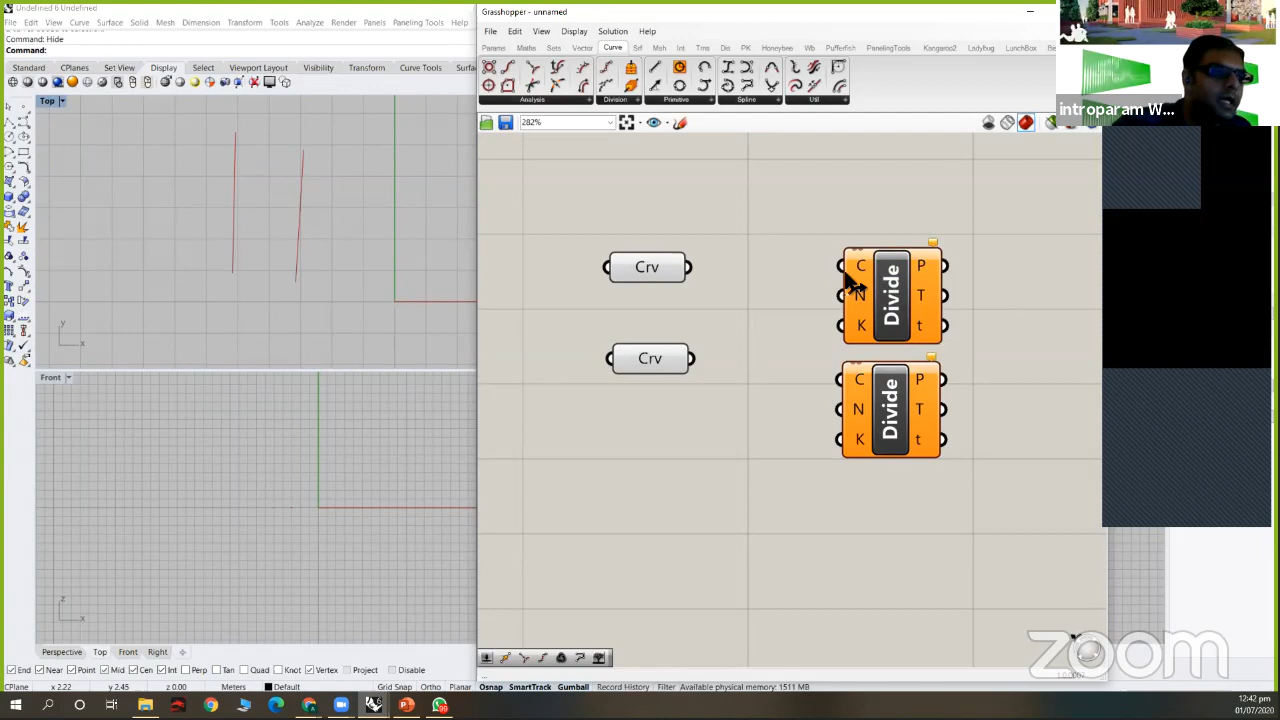 Undefined 6 Undefined
File Edit View Curve Surface Solid Mesh Dimension Transform Tools Analyze Render Panels Paneling Tools Help
Command: Hide
Command:
Standard CPlanes Set View Display Select Viewport Layout Visibility Transform Curve Tools
Top
y
x
Front
z
x
Perspective Top Front Right
End Near Point Mid Cen Int Perp Tan Quad Knot Vertex Project Disable
CPlane x 2.22 y 2.45 z 0.00 Meters Default Grid Snap Ortho Planar Osnap SmartTrack Gumball Record History Filter Available physical memory: 1511 MB
Grasshopper - unnamed
File Edit View Display Solution Help
Params Maths Sets Vector Curve Srf Msh Int Trns Dis PK Honeybee Wb Pufferfish PanelingTools Kangaroo2 Ladybug LunchBox
Analysis Division Primitive Spline Util
282%
Crv
Crv
C N K Divide P T t
C N K Divide P T t
...
1.0.0007
introparam W...
zoom
12:42 pm
01/07/2020